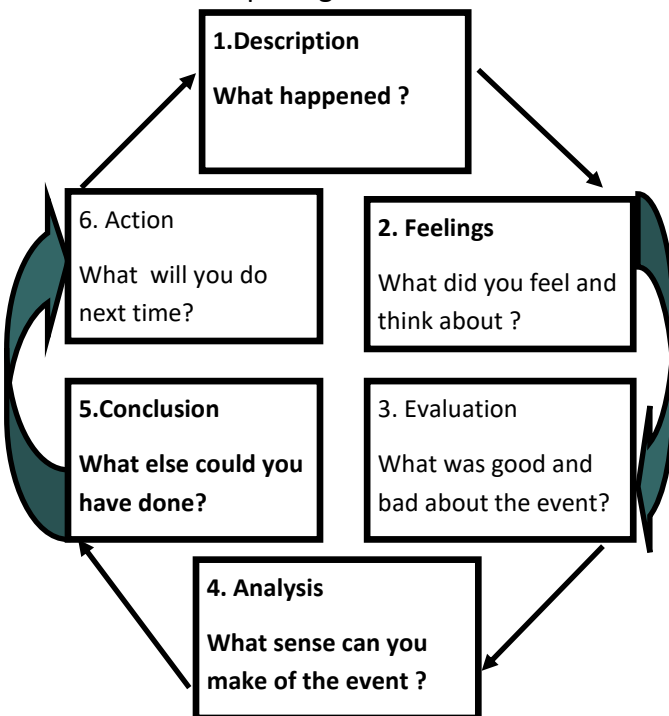 1.Description
What happened ?
6. Action
What will you do
next time?
2. Feelings
What did you feel and
think about ?
5.Conclusion
What else could you
have done?
3. Evaluation
What was good and
bad about the event?
4. Analysis
What sense can you
make of the event ?